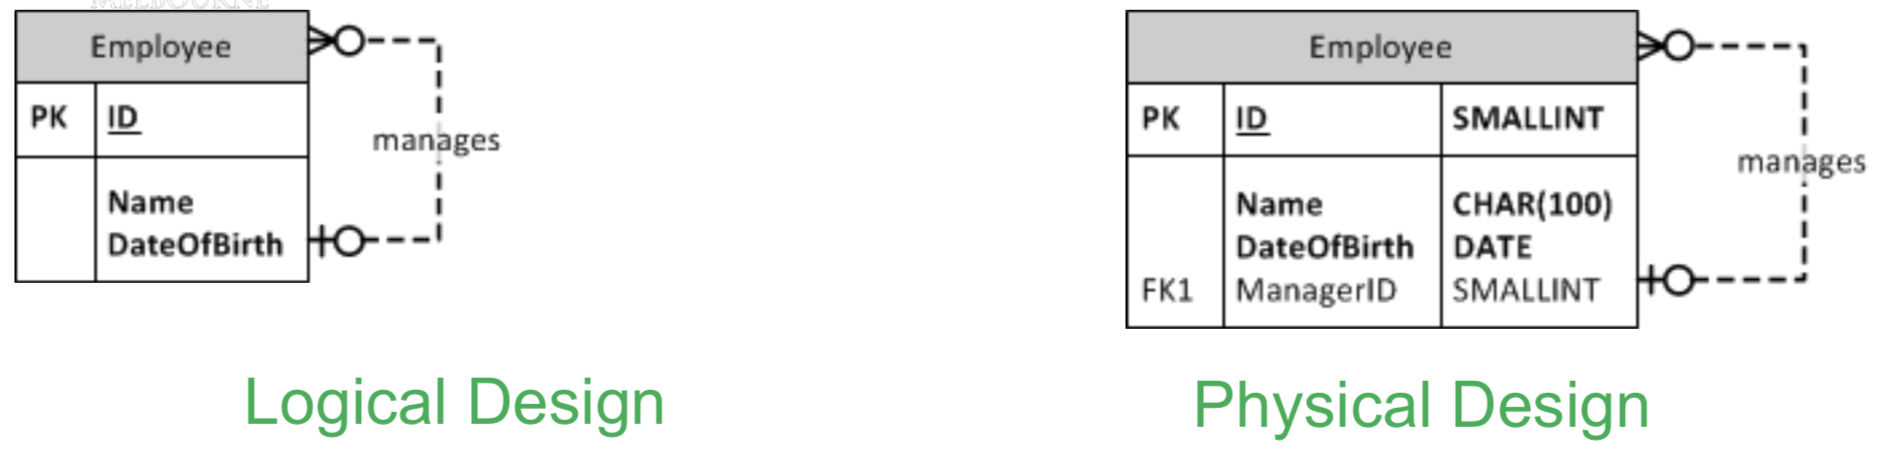 MELBOURNE
Employee
PK ID
Name
DateOfBirth
manages
Logical Design
Employee
PK ID SMALLINT
Name CHAR(100)
DateOfBirth DATE
FK1 ManagerID SMALLINT
manages
Physical Design